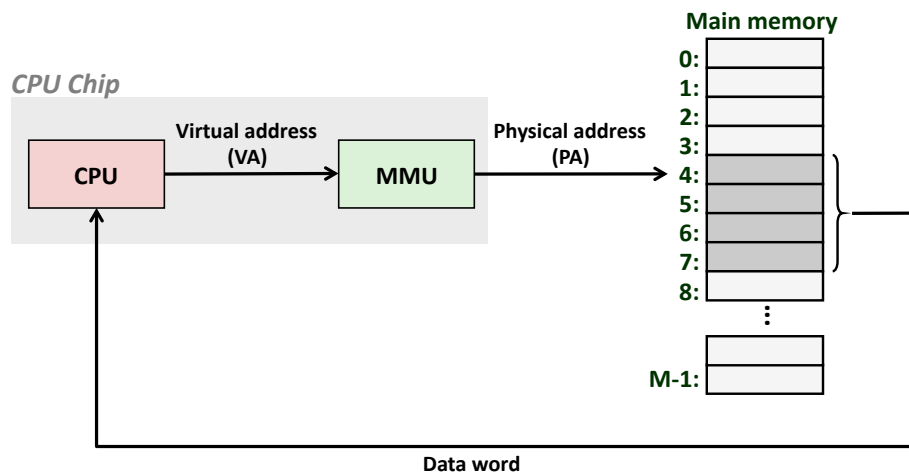 Main memory
CPU Chip
0:
1:
2:
3:
4:
5:
6:
7:
8:
...
M-1:
Virtual address
(VA)
Physical address
(PA)
CPU
MMU
Data word